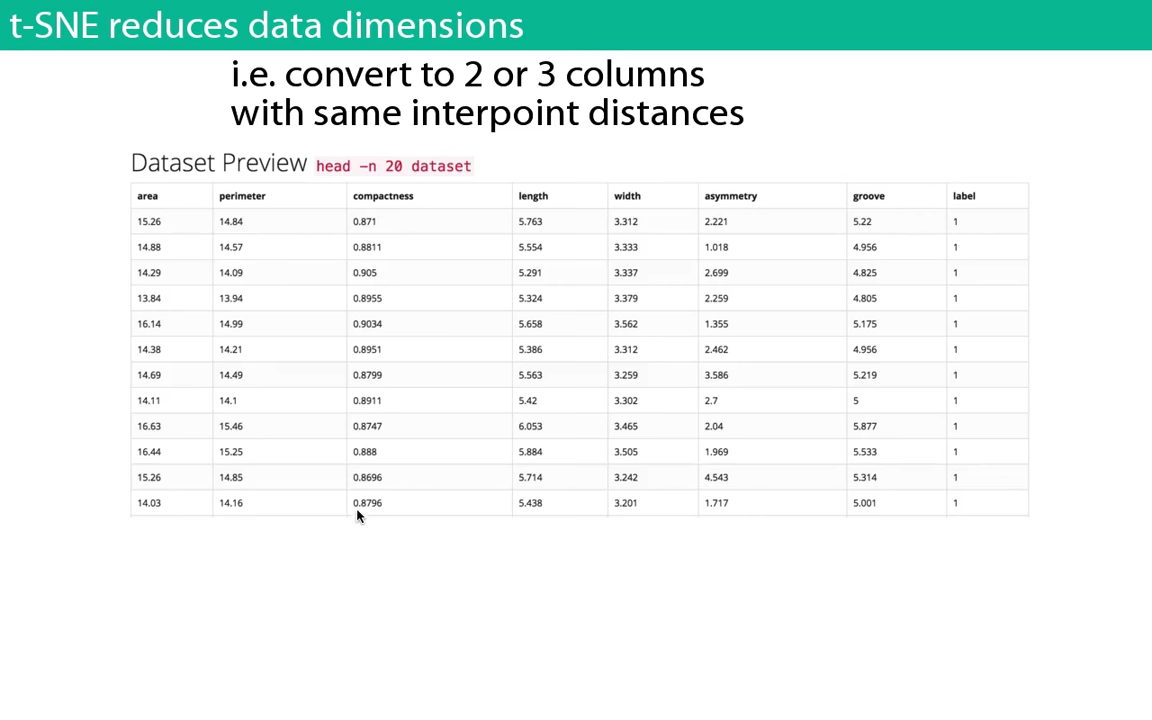 t-SNE reduces data dimensions
i.e. convert to 2 or 3 columns
with same interpoint distances
Dataset Preview head -n 20 dataset
area perimeter compactness length width asymmetry groove label
15.26 14.84 0.871 5.763 3.312 2.221 5.22 1
14.88 14.57 0.8811 5.554 3.333 1.018 4.956 1
14.29 14.09 0.905 5.291 3.337 2.699 4.825 1
13.84 13.94 0.8955 5.324 3.379 2.259 4.805 1
16.14 14.99 0.9034 5.658 3.562 1.355 5.175 1
14.38 14.21 0.8951 5.386 3.312 2.462 4.956 1
14.69 14.49 0.8799 5.563 3.259 3.586 5.219 1
14.11 14.1 0.8911 5.42 3.302 2.7 5 1
16.63 15.46 0.8747 6.053 3.465 2.04 5.877 1
16.44 15.25 0.888 5.884 3.505 1.969 5.533 1
15.26 14.85 0.8696 5.714 3.242 4.543 5.314 1
14.03 14.16 0.8796 5.438 3.201 1.717 5.001 1